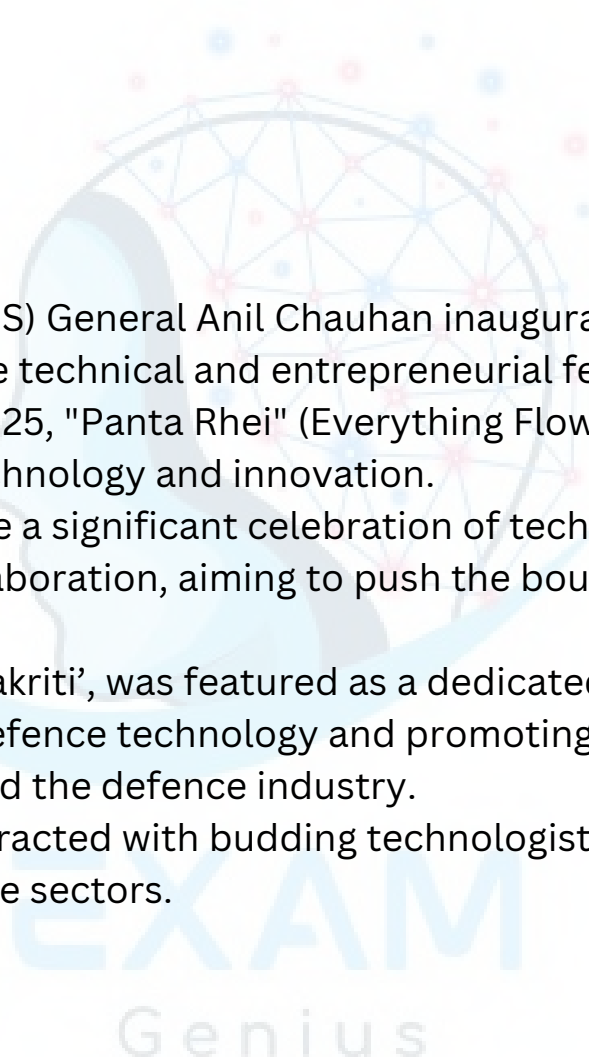 S) General Anil Chauhan inaugura
e technical and entrepreneurial fe
25, "Panta Rhei" (Everything Flow
hnology and innovation.
e a significant celebration of tech
aboration, aiming to push the bou
akriti’, was featured as a dedicated
efence technology and promoting
d the defence industry.
racted with budding technologist
e sectors.
EXAM
Genius